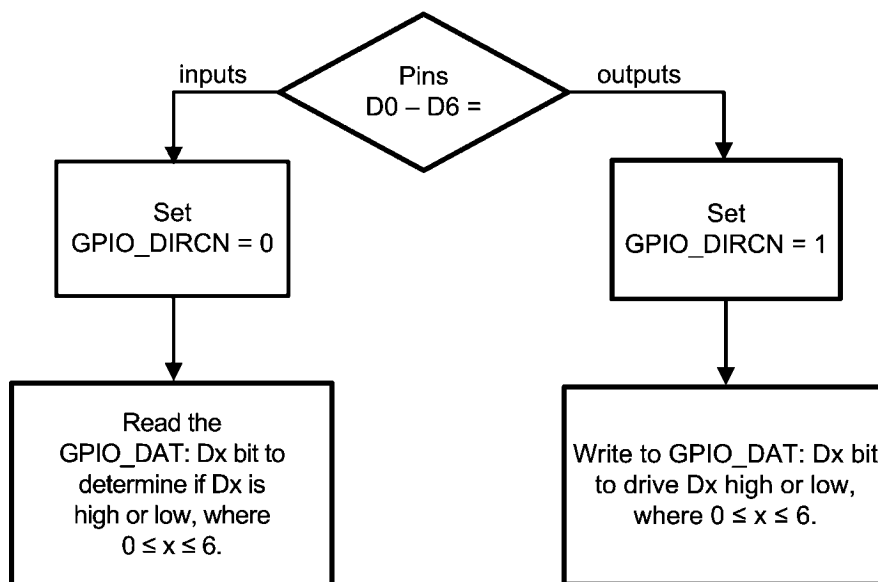 inputs
Pins
D0 – D6 =
outputs
Set
GPIO_DIRCN = 0
Set
GPIO_DIRCN = 1
Read the
GPIO_DAT: Dx bit to
determine if Dx is
high or low, where
0 ≤ x ≤ 6.
Write to GPIO_DAT: Dx bit
to drive Dx high or low,
where 0 ≤ x ≤ 6.